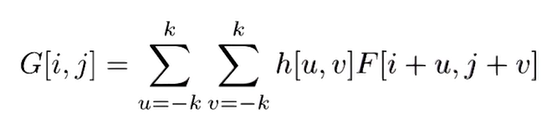 G[i, j] = \sum_{u=-k}^{k} \sum_{v=-k}^{k} h[u, v]F[i + u, j + v]